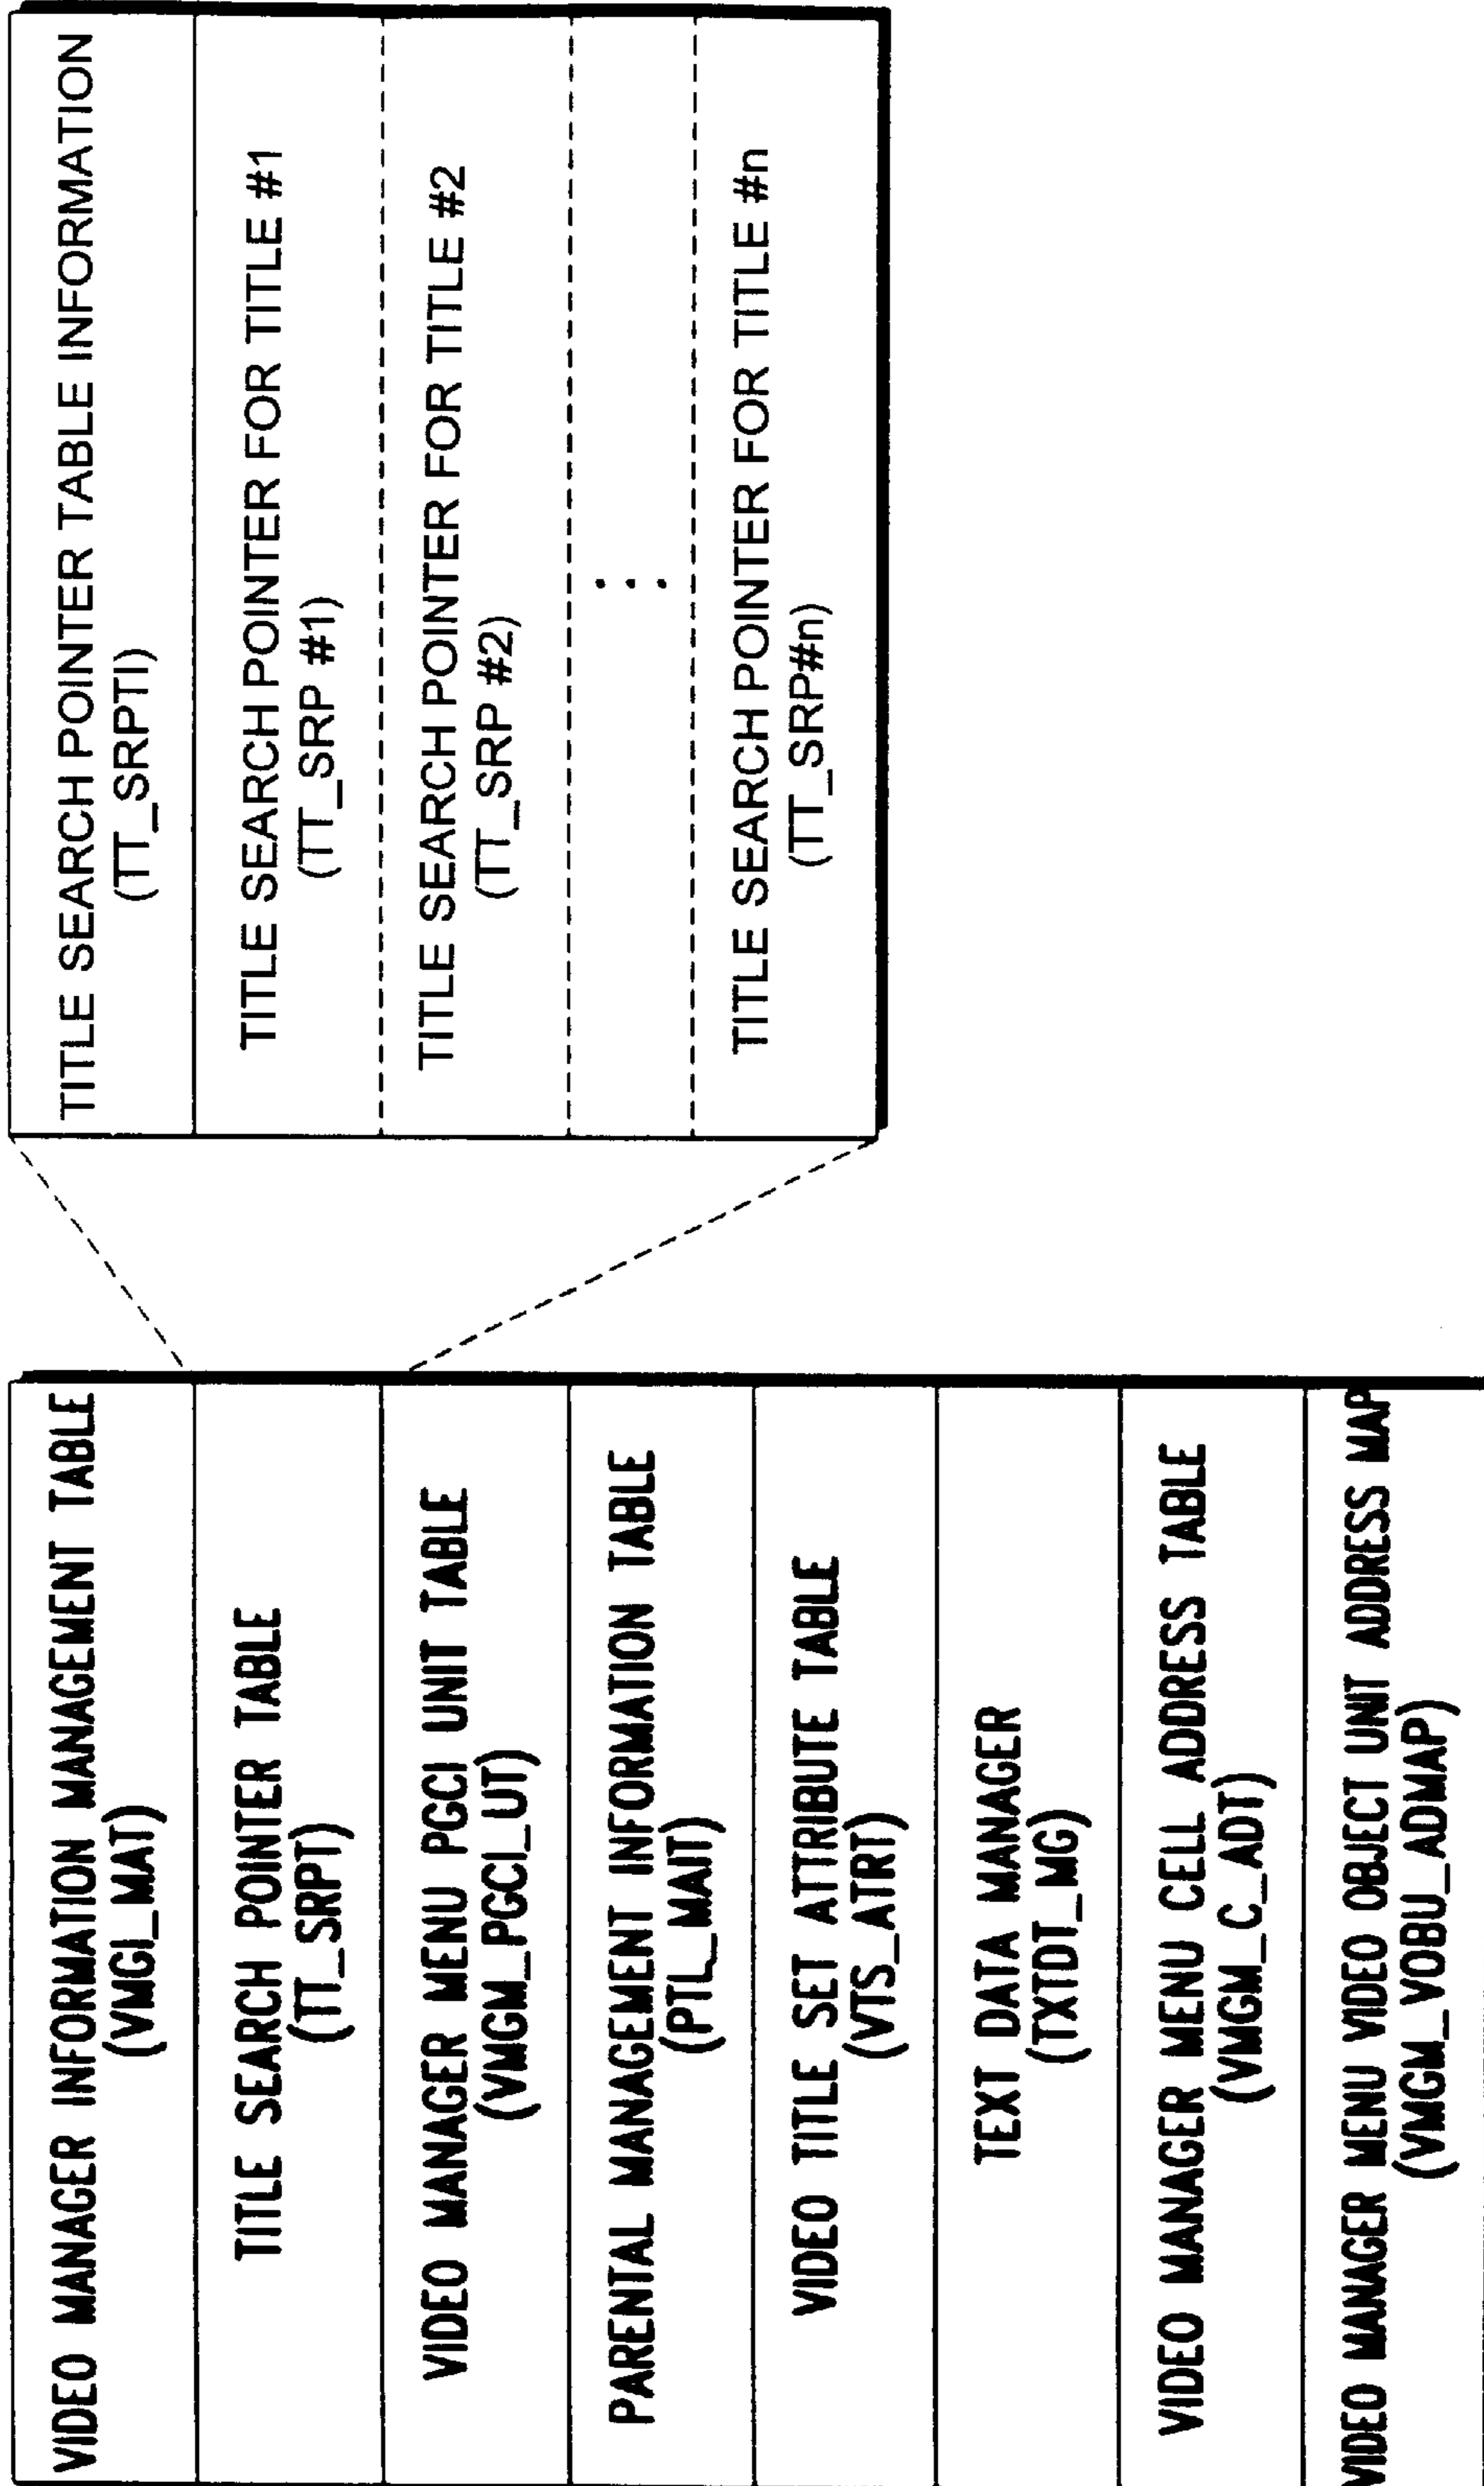 VIDEO MANAGER INFORMATION MANAGEMENT TABLE
(VMGI_MAT)
TITLE SEARCH POINTER TABLE
(TT_SRPT)
VIDEO MANAGER MENU PGCI UNIT TABLE
(VMGM_PGCI_UT)
PARENTAL MANAGEMENT INFORMATION TABLE
(PTL_MAIT)
VIDEO TITLE SET ATTRIBUTE TABLE
(VTS_ATRT)
TEXT DATA MANAGER
(TXTDT_MG)
VIDEO MANAGER MENU CELL ADDRESS TABLE
(VMGM_C_ADT)
VIDEO MANAGER MENU VIDEO OBJECT UNIT ADDRESS MAP
(VMGM_VOBU_ADMAP)
TITLE SEARCH POINTER TABLE INFORMATION
(TT_SRPTI)
TITLE SEARCH POINTER FOR TITLE #1
(TT_SRP #1)
TITLE SEARCH POINTER FOR TITLE #2
(TT_SRP #2)
⋮
TITLE SEARCH POINTER FOR TITLE #n
(TT_SRP#n)